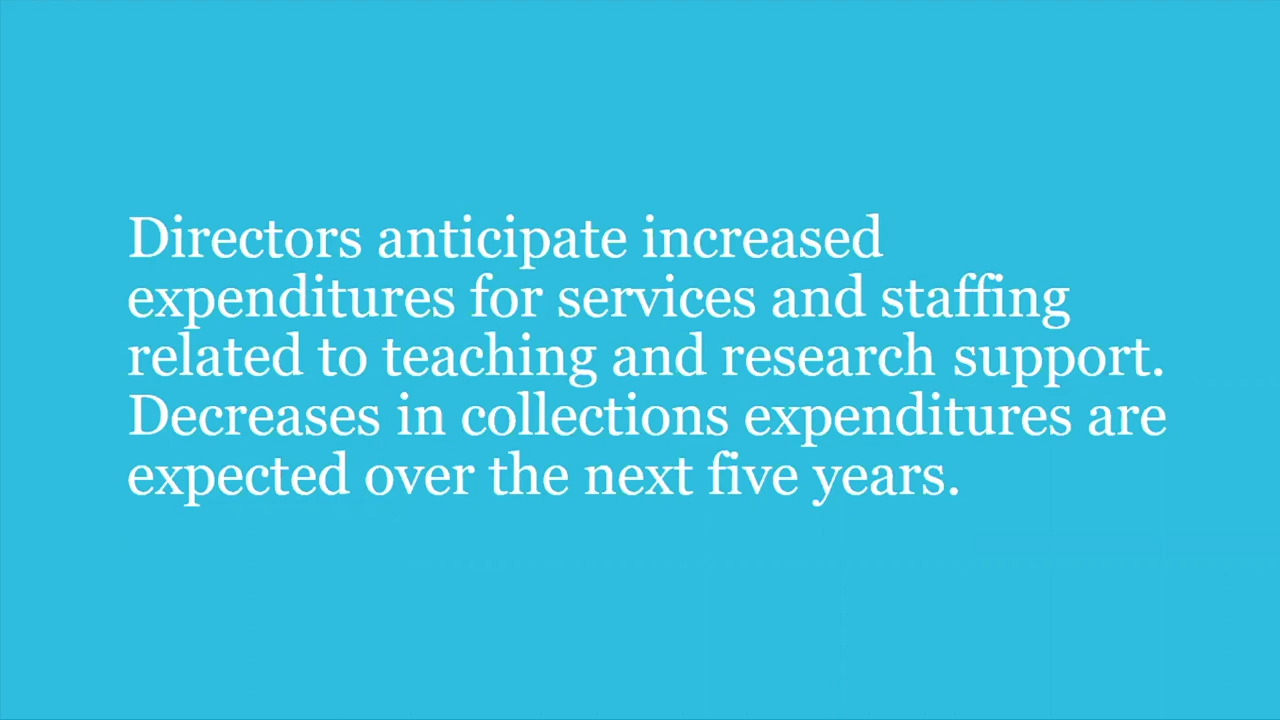 Directors anticipate increased
expenditures for services and staffing
related to teaching and research support.
Decreases in collections expenditures are
expected over the next five years.